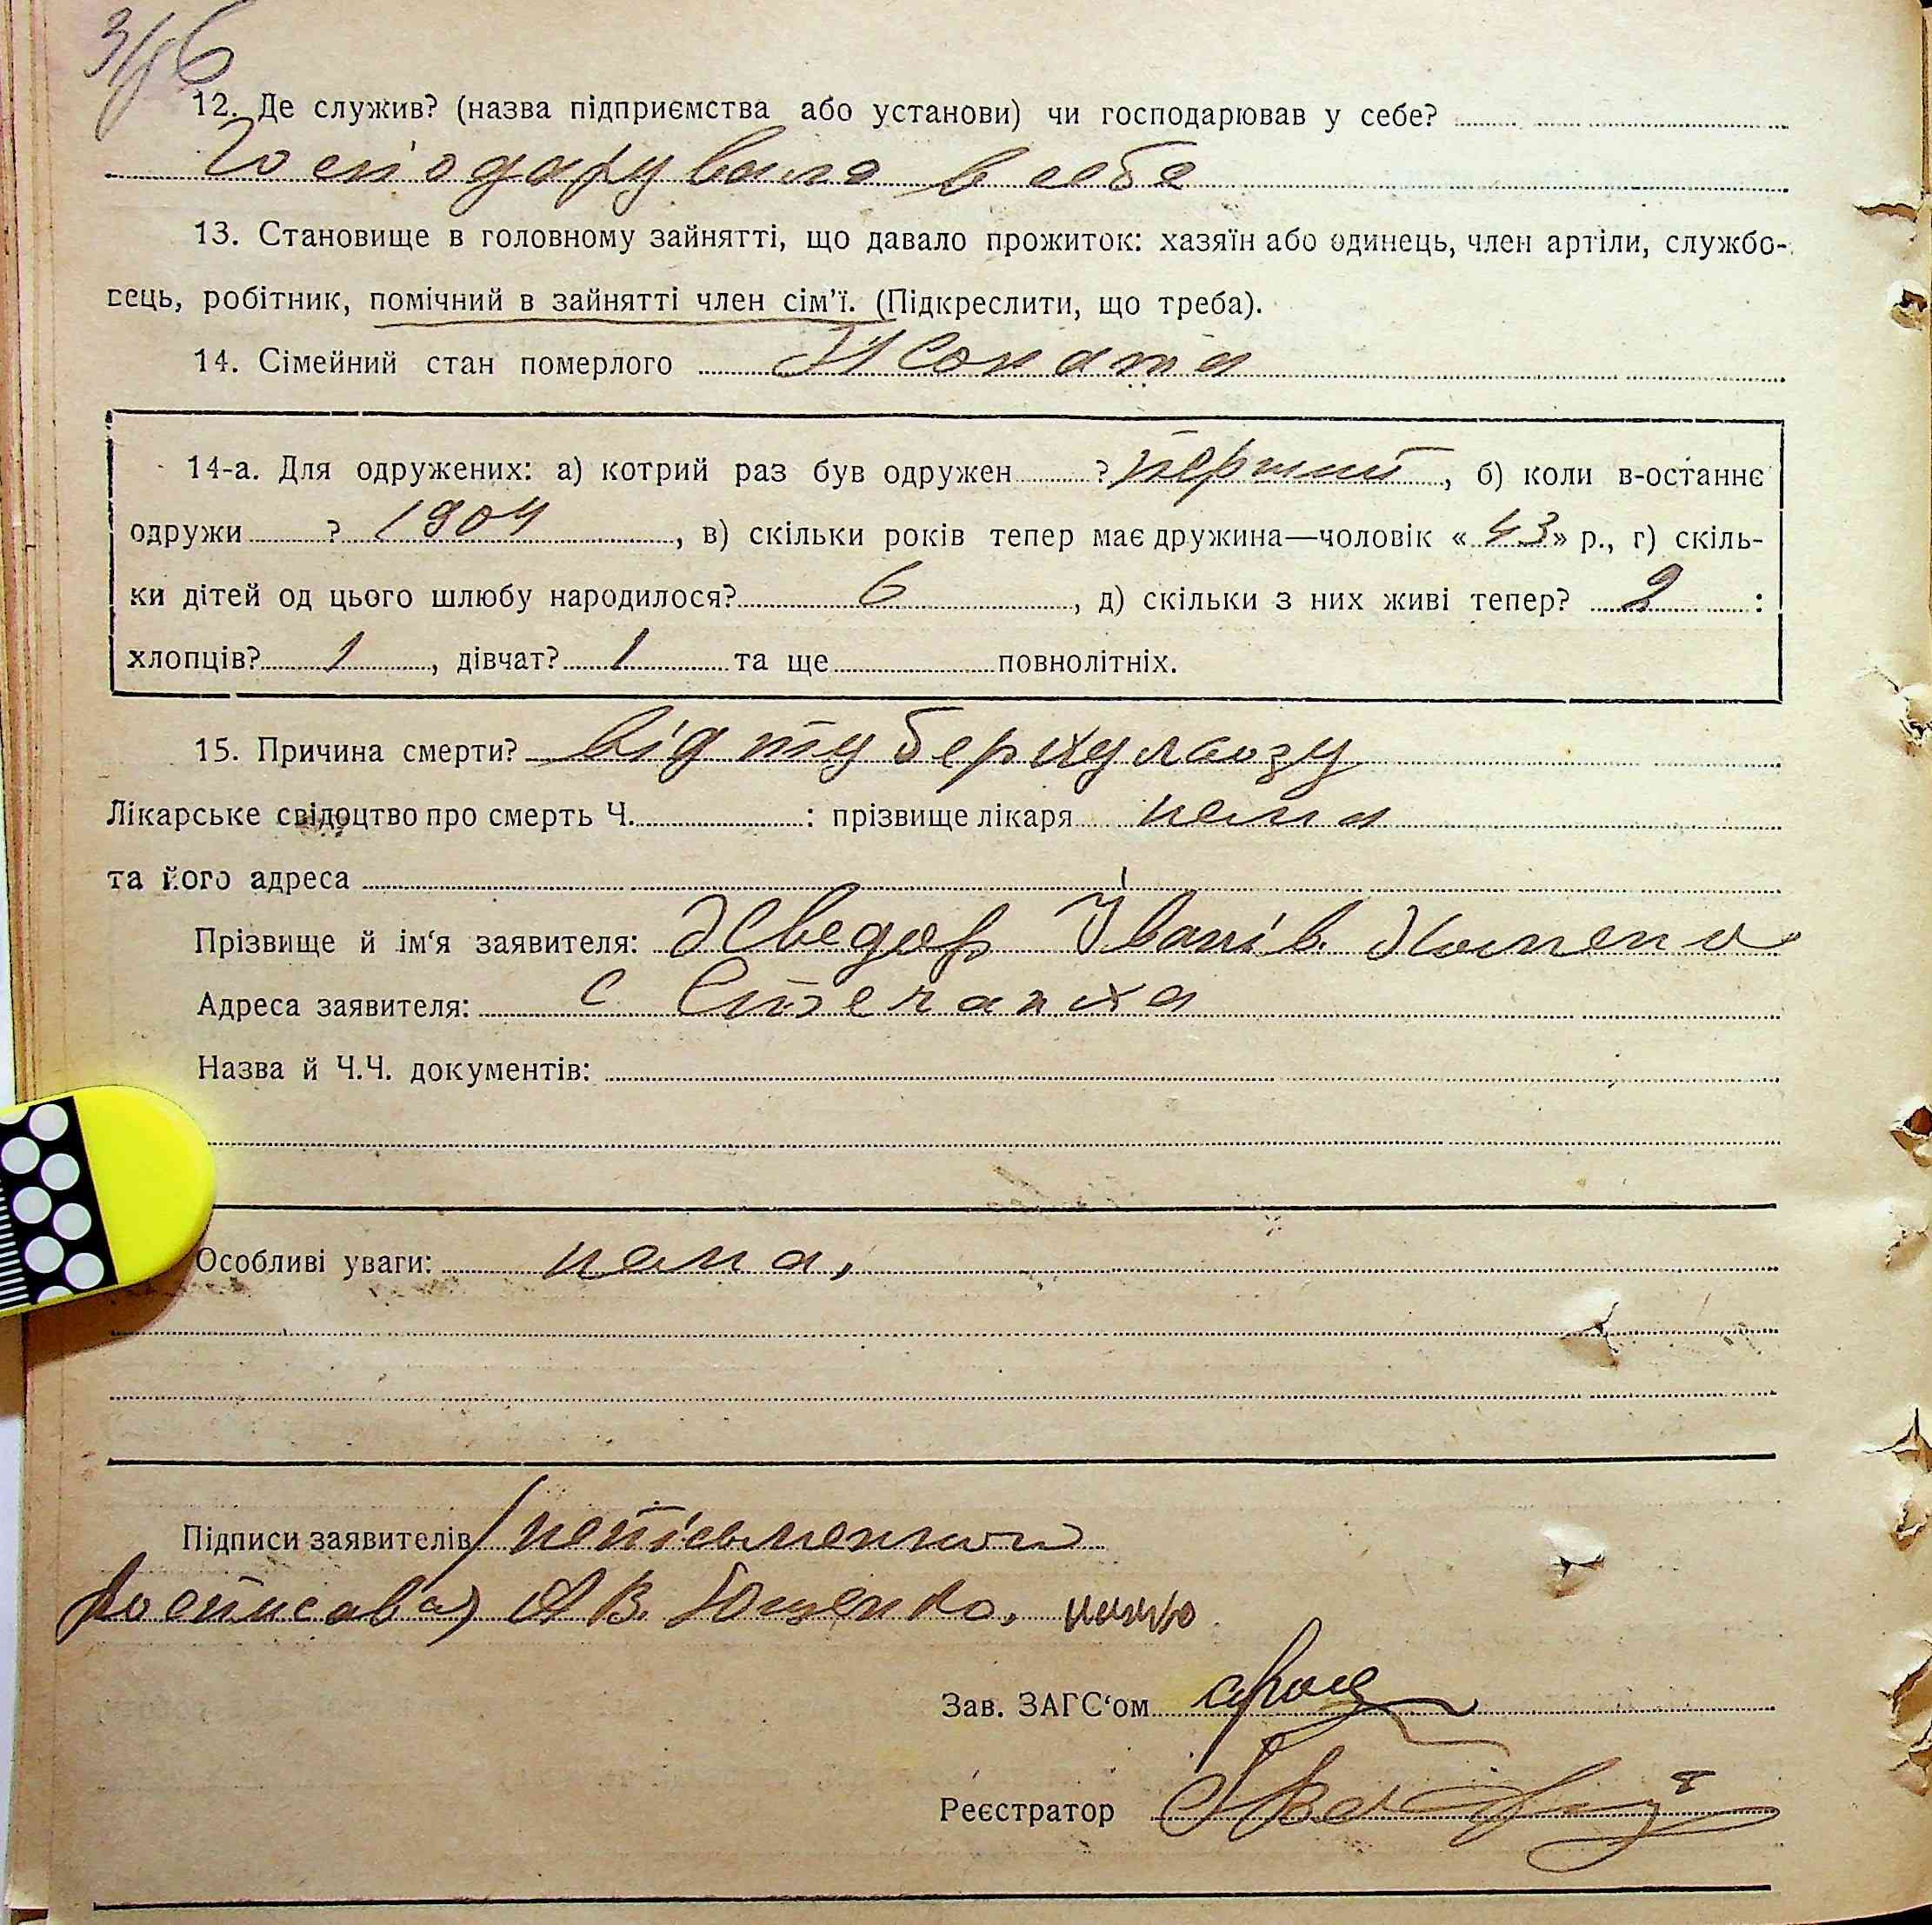 12. Де служив? (назва підприємства або установи) чи господарював у себе?
Господарувала в себе
13. Становище в головному зайнятті, що давало прожиток: хазяїн або одинець, член артіли, службо-
вець, робітник, помічний в зайнятті член сім'ї. (Підкреслити, що треба).
14. Сімейний стан померлого Жоната
14-а. Для одружених: а) котрий раз був одружен ? перший, б) коли в-останнє
одружи ? 1904, в) скільки років тепер має дружина—чоловік « 43 » р., г) скіль-
ки дітей од цього шлюбу народилося? 6, д) скільки з них живі тепер? 2 :
хлопців? 1, дівчат? 1 та ще повнолітніх.
15. Причина смерти? від туберкульозу
Лікарське свідоцтво про смерть Ч. : прізвище лікаря нема
та його адреса
Прізвище й ім'я заявителя: Хведор Іванів
Адреса заявителя: с
Назва й Ч.Ч. документів:
Особливі уваги: нема,
Підписи заявителів
А В. Ющенко,
Зав. ЗАГС'ом
Реєстратор